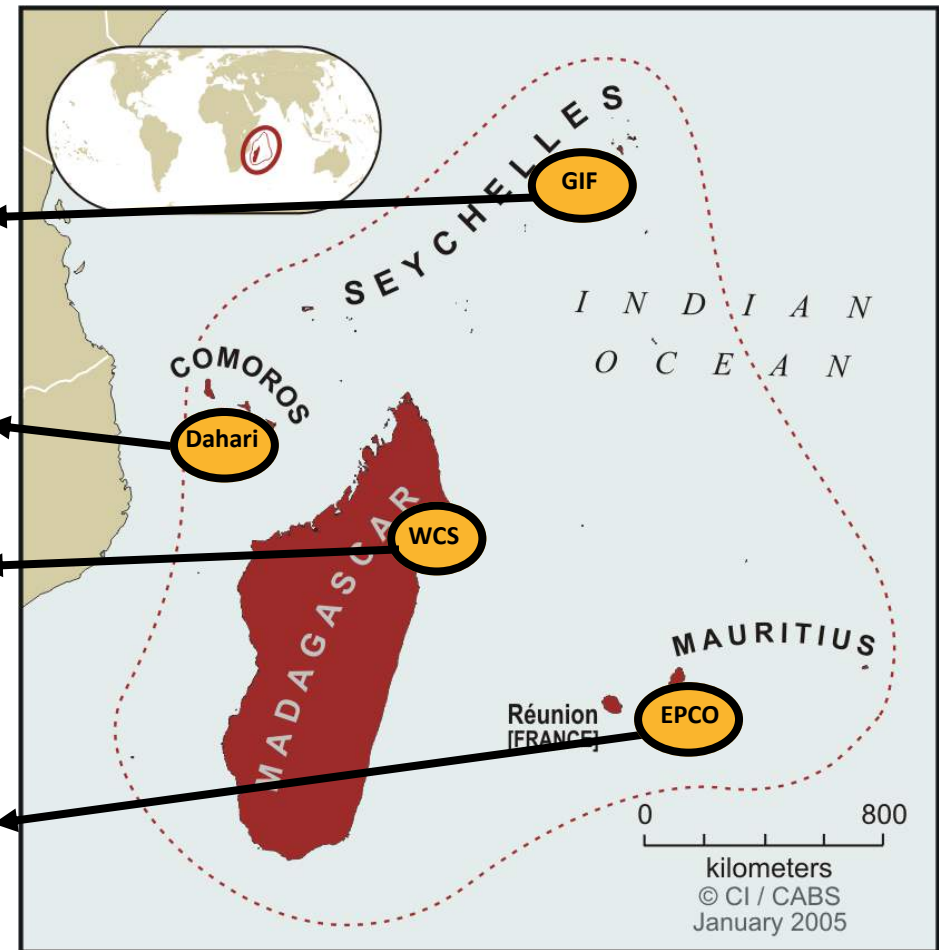 SEYCHELLES
GIF
INDIAN
OCEAN
COMOROS
Dahari
MADAGASCAR
WCS
MAURITIUS
Réunion
[FRANCE]
EPCO
0 800
kilometers
© CI / CABS
January 2005